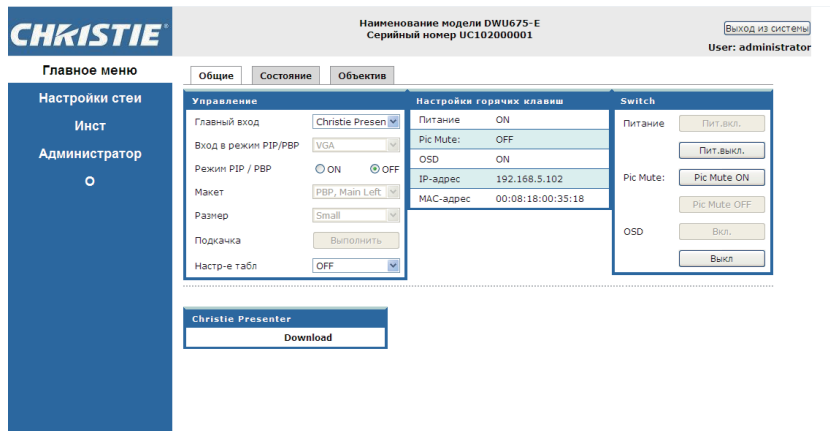 CHRISTIE®
Наименование модели DWU675-E
Серийный номер UC102000001
Выход из системы
User: administrator
Главное меню
Настройки стеи
Инст
Администратор
О
Общие
Состояние
Объектив
Управление
Главный вход
Christie Presen
Вход в режим PIP/PBP
VGA
Режим PIP / PBP
ON
OFF
Макет
PBP, Main Left
Размер
Small
Подкачка
Выполнить
Настр-е табл
OFF
Настройки горячих клавиш
Питание
ON
Pic Mute:
OFF
OSD
ON
IP-адрес
192.168.5.102
MAC-адрес
00:08:18:00:35:18
Switch
Питание
Пит.вкл.
Пит.выкл.
Pic Mute:
Pic Mute ON
Pic Mute OFF
OSD
Вкл.
Выкл
Christie Presenter
Download